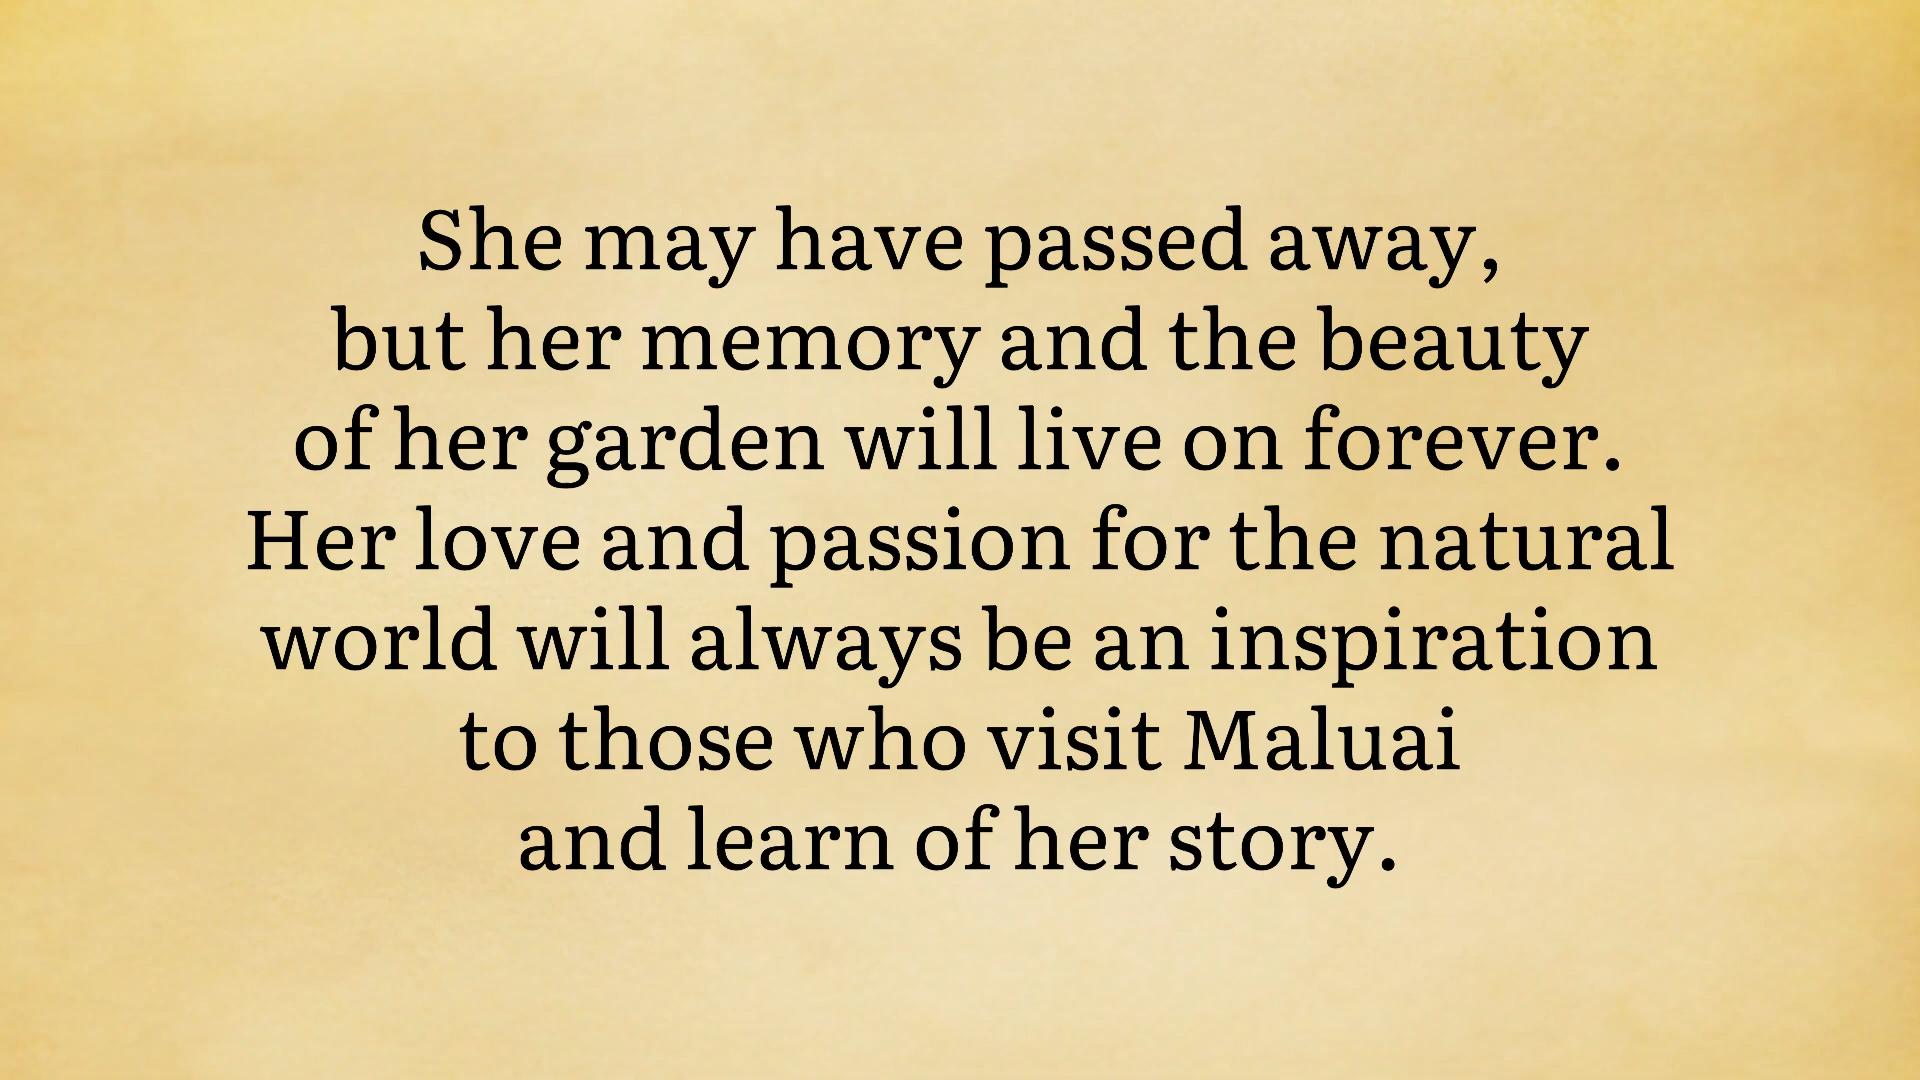 She may have passed away,
but her memory and the beauty
of her garden will live on forever.
Her love and passion for the natural
world will always be an inspiration
to those who visit Maluai
and learn of her story.